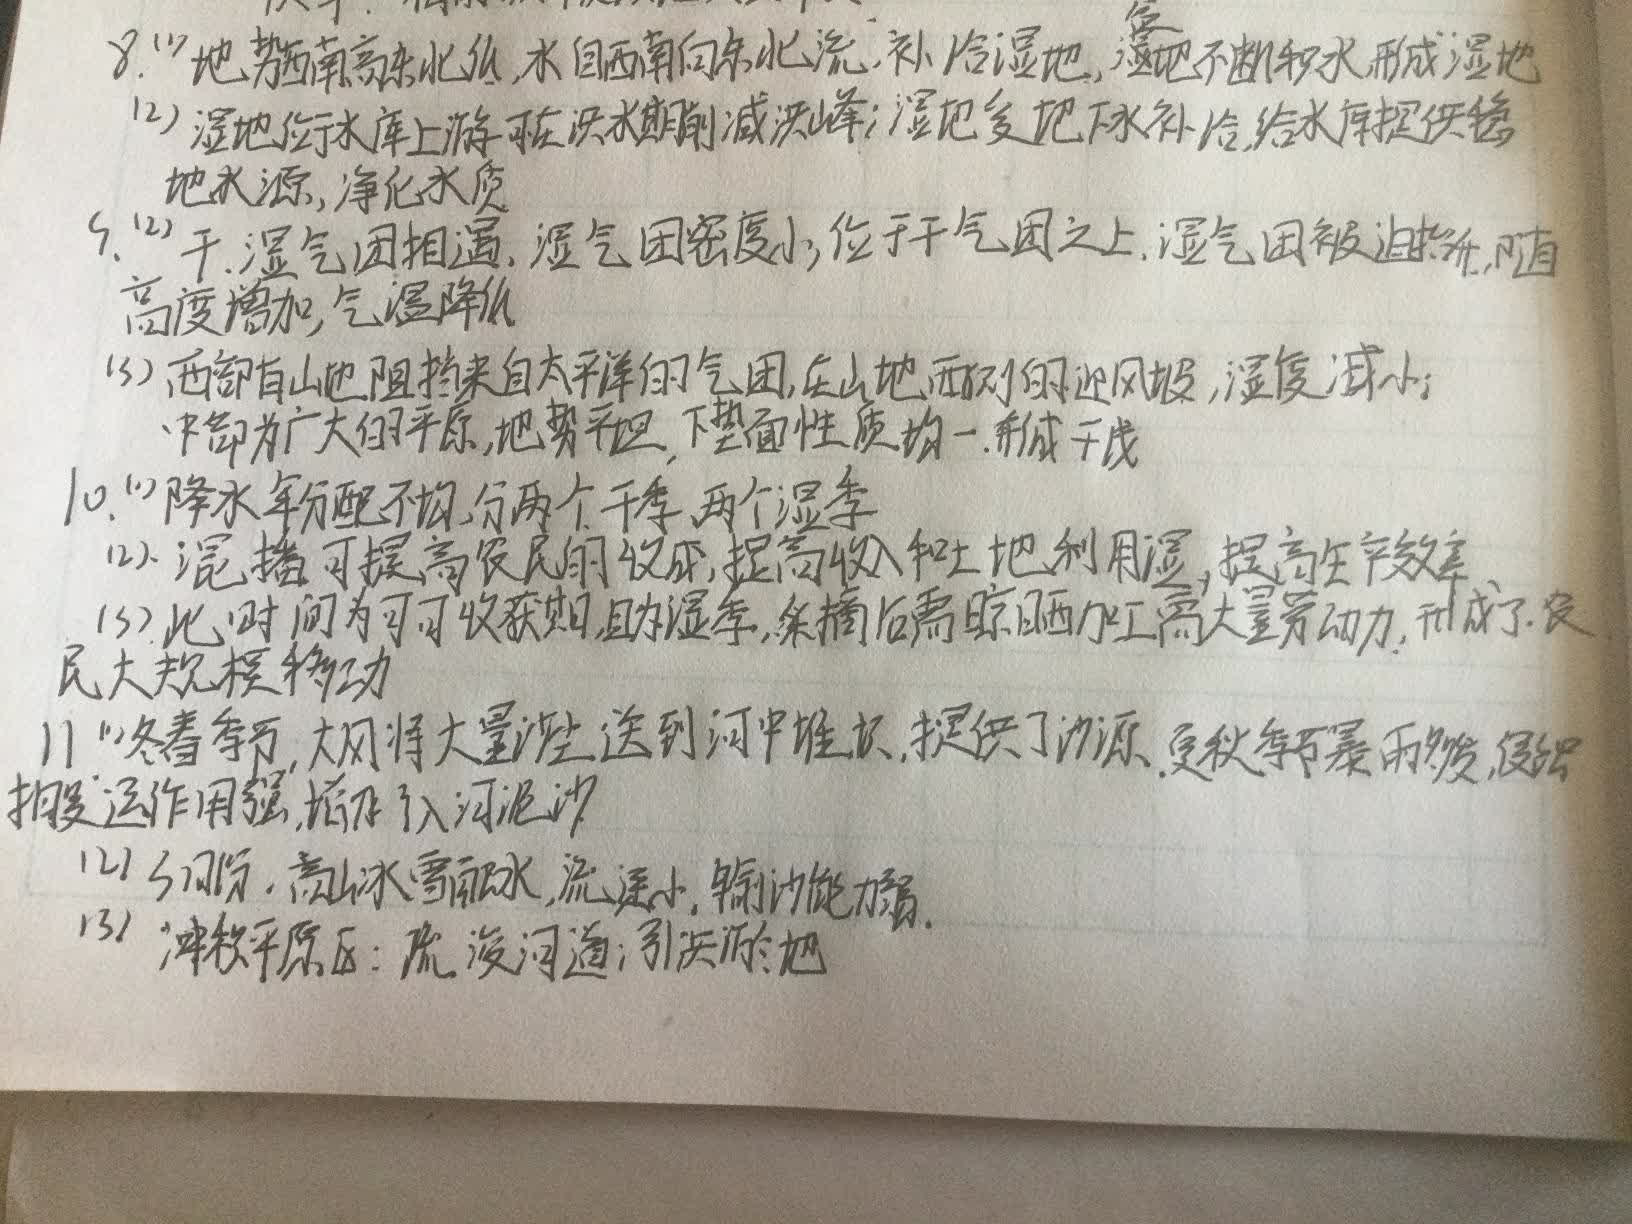 8.(1)地势西南高东北低,水自西南向东北流,补给湿地,湿地不断积水,形成湿地
(2)湿地位于水库上游可在洪水期削减洪峰;湿地多地下水补给,给水库提供稳
地水源,净化水质
9.(2)干、湿气团相遇,湿气团密度小,位于干气团之上,湿气团被迫抬升,随
高度增加,气温降低
(3)西部有山地阻挡来自太平洋的气团,在山地西侧的迎风坡,湿度减小;
中部为广大的平原,地势平坦,下垫面性质均一.形成干线
10.(1)降水年分配不均,分两个干季,两个湿季
(2)混播可提高农民的收成,提高收入和土地利用湿,提高生产效率
(3)此时间为可可收获期,且为湿季,采摘后需晾晒加工需大量劳动力,形成了农
民大规模移动
11(1)冬春季节,大风将大量沙尘送到河中堆积,提供了沙源.夏秋季节暴雨多发,侵蚀
搬运作用强,增加引入河泥沙
(2)5月份,高山冰雪融水,流速小,输沙能力弱.
(3)冲积平原区:疏浚河道;引洪淤地